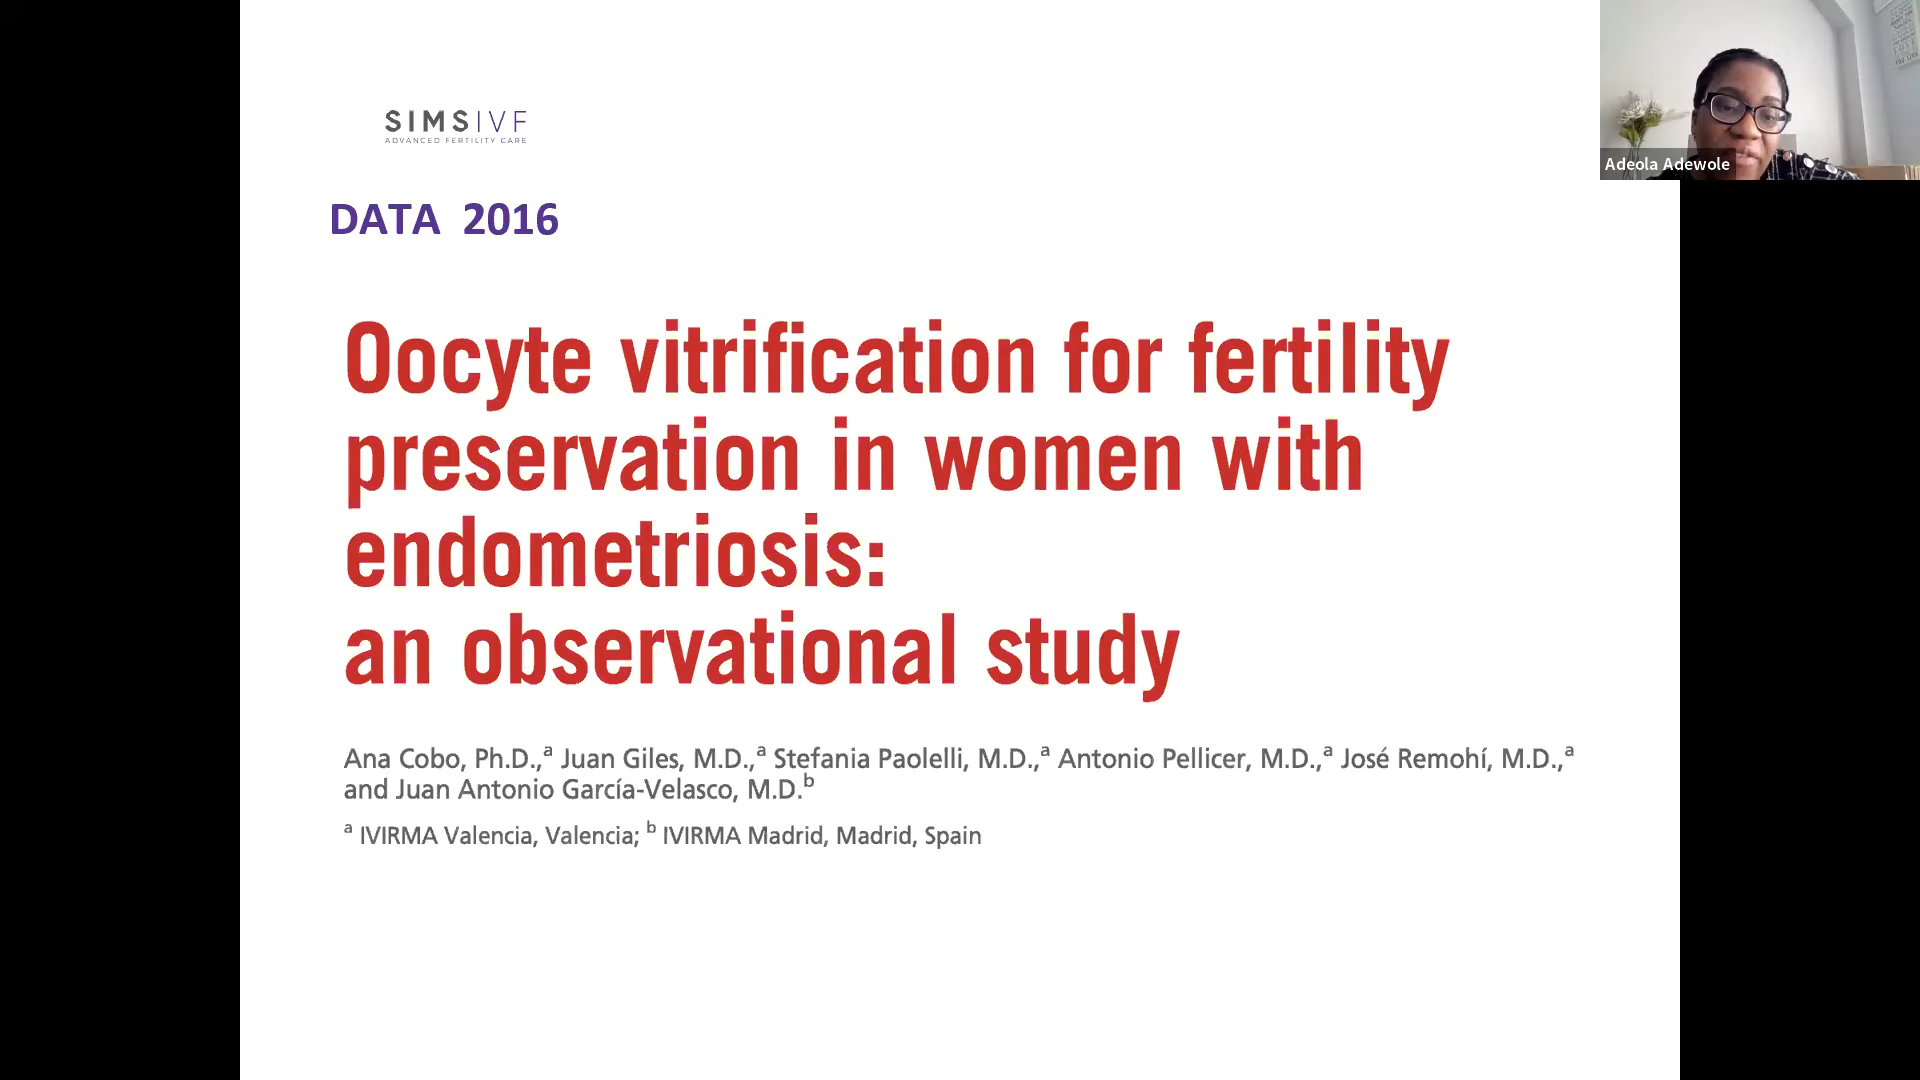 SIMSIVF
ADVANCED FERTILITY CARE
Adeola Adewole
DATA 2016
Oocyte vitrification for fertility
preservation in women with
endometriosis:
an observational study
Ana Cobo, Ph.D.,ᵃ Juan Giles, M.D.,ᵃ Stefania Paolelli, M.D.,ᵃ Antonio Pellicer, M.D.,ᵃ José Remohí, M.D.,ᵃ
and Juan Antonio García-Velasco, M.D.ᵇ
ᵃ IVIRMA Valencia, Valencia; ᵇ IVIRMA Madrid, Madrid, Spain